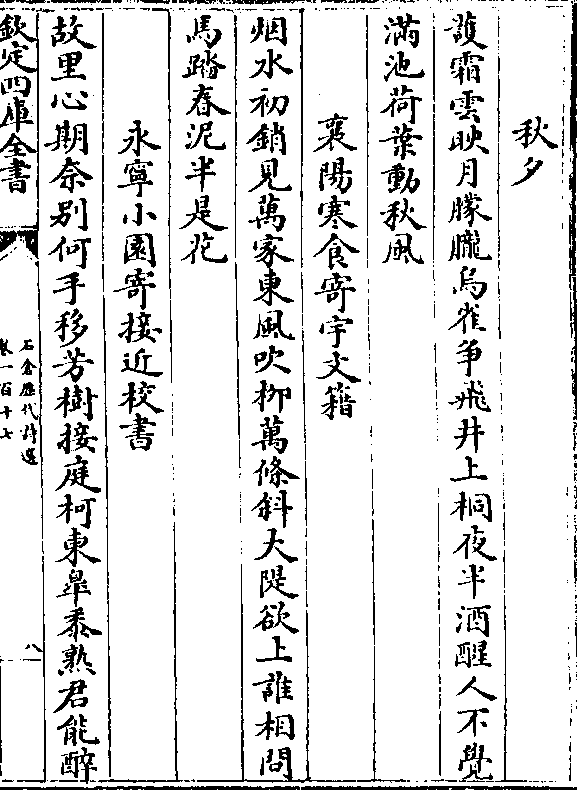 秋夕
護霜雲映月朦朧烏雀争飛井上桐夜半酒醒人不覺
滿池荷葉動秋風
襄陽寒食寄宇文籍
烟水初銷見萬家東風吹柳萬條斜大隄欲上誰相問
馬踏春泥半是花
永寧小園寄接近校書
故里心期奈别何手移芳樹接庭柯東臯黍熟君能醉
欽定四庫全書
石倉歴代詩選
卷一百十七
八